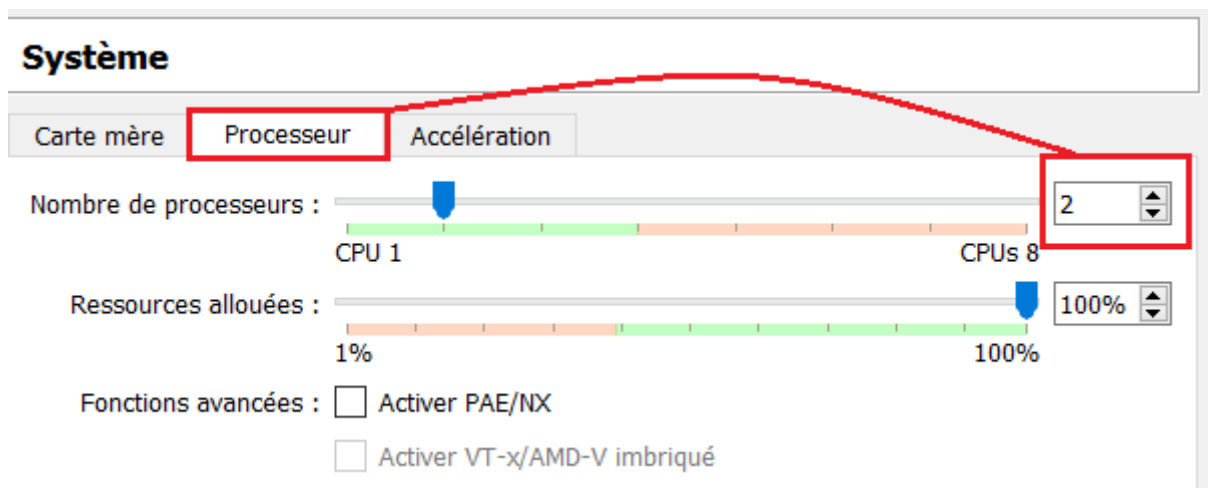 Système
Carte mère Processeur Accélération
Nombre de processeurs : 2
CPU 1 CPUs 8
Ressources allouées : 100%
1% 100%
Fonctions avancées : Activer PAE/NX
Activer VT-x/AMD-V imbriqué